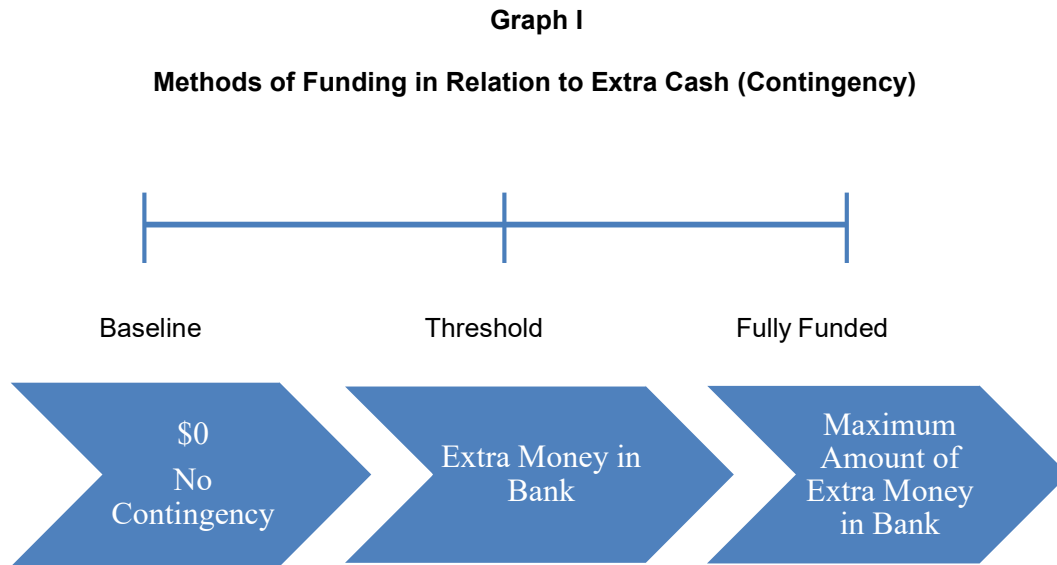 Graph I
Methods of Funding in Relation to Extra Cash (Contingency)
Baseline
Threshold
Fully Funded
$0
No
Contingency
Extra Money in
Bank
Maximum
Amount of
Extra Money
in Bank